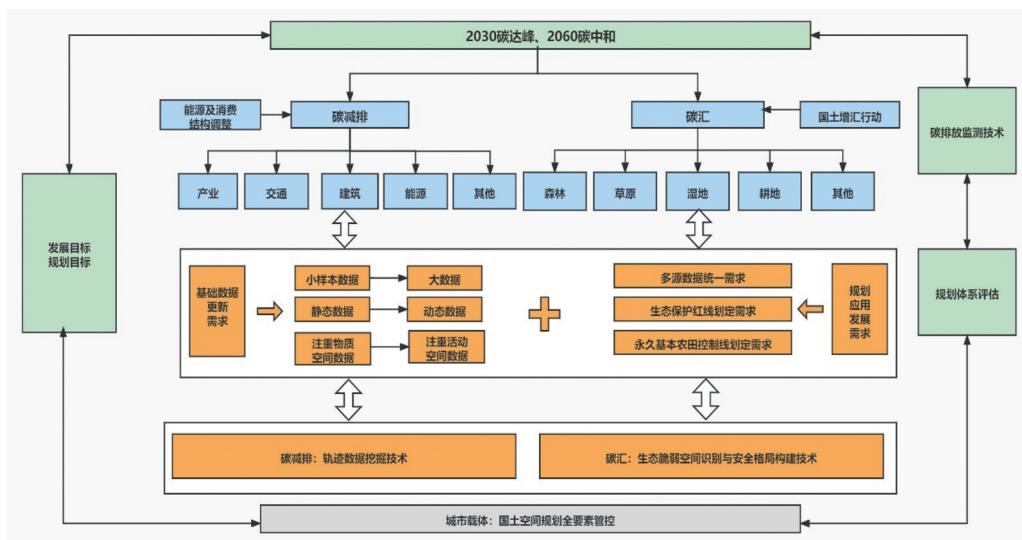 2030碳达峰、2060碳中和
能源及消费
结构调整
碳减排
碳汇
国土增汇行动
碳排放监测技术
产业
交通
建筑
能源
其他
森林
草原
湿地
耕地
其他
发展目标
规划目标
基础数据
更新
需求
小样本数据
大数据
静态数据
动态数据
注重物质
空间数据
注重活动
空间数据
多源数据统一需求
生态保护红线划定需求
永久基本农田控制线划定需求
规划
应用
发展
需求
规划体系评估
碳减排：轨迹数据挖掘技术
碳汇：生态脆弱空间识别与安全格局构建技术
城市载体：国土空间规划全要素管控